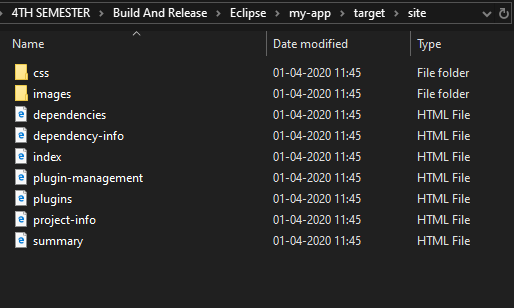 4TH SEMESTER > Build And Release > Eclipse > my-app > target > site
Name Date modified Type
css 01-04-2020 11:45 File folder
images 01-04-2020 11:45 File folder
dependencies 01-04-2020 11:45 HTML File
dependency-info 01-04-2020 11:45 HTML File
index 01-04-2020 11:45 HTML File
plugin-management 01-04-2020 11:45 HTML File
plugins 01-04-2020 11:45 HTML File
project-info 01-04-2020 11:45 HTML File
summary 01-04-2020 11:45 HTML File